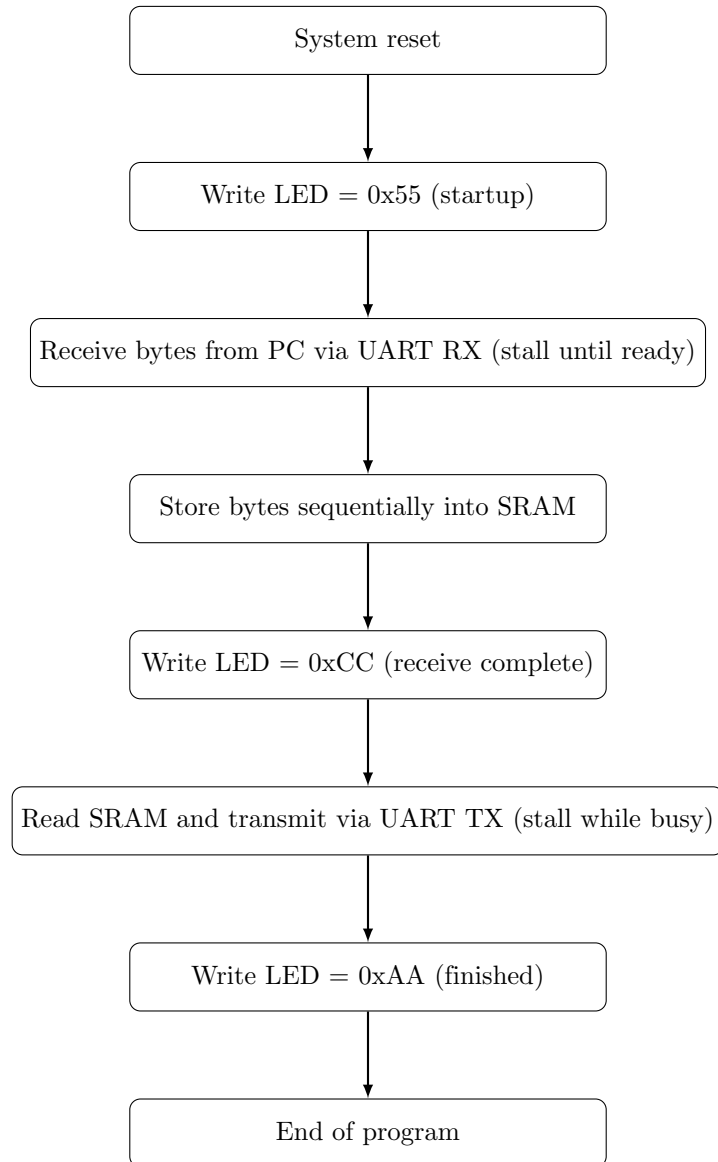 System reset
Write LED = 0x55 (startup)
Receive bytes from PC via UART RX (stall until ready)
Store bytes sequentially into SRAM
Write LED = 0xCC (receive complete)
Read SRAM and transmit via UART TX (stall while busy)
Write LED = 0xAA (finished)
End of program